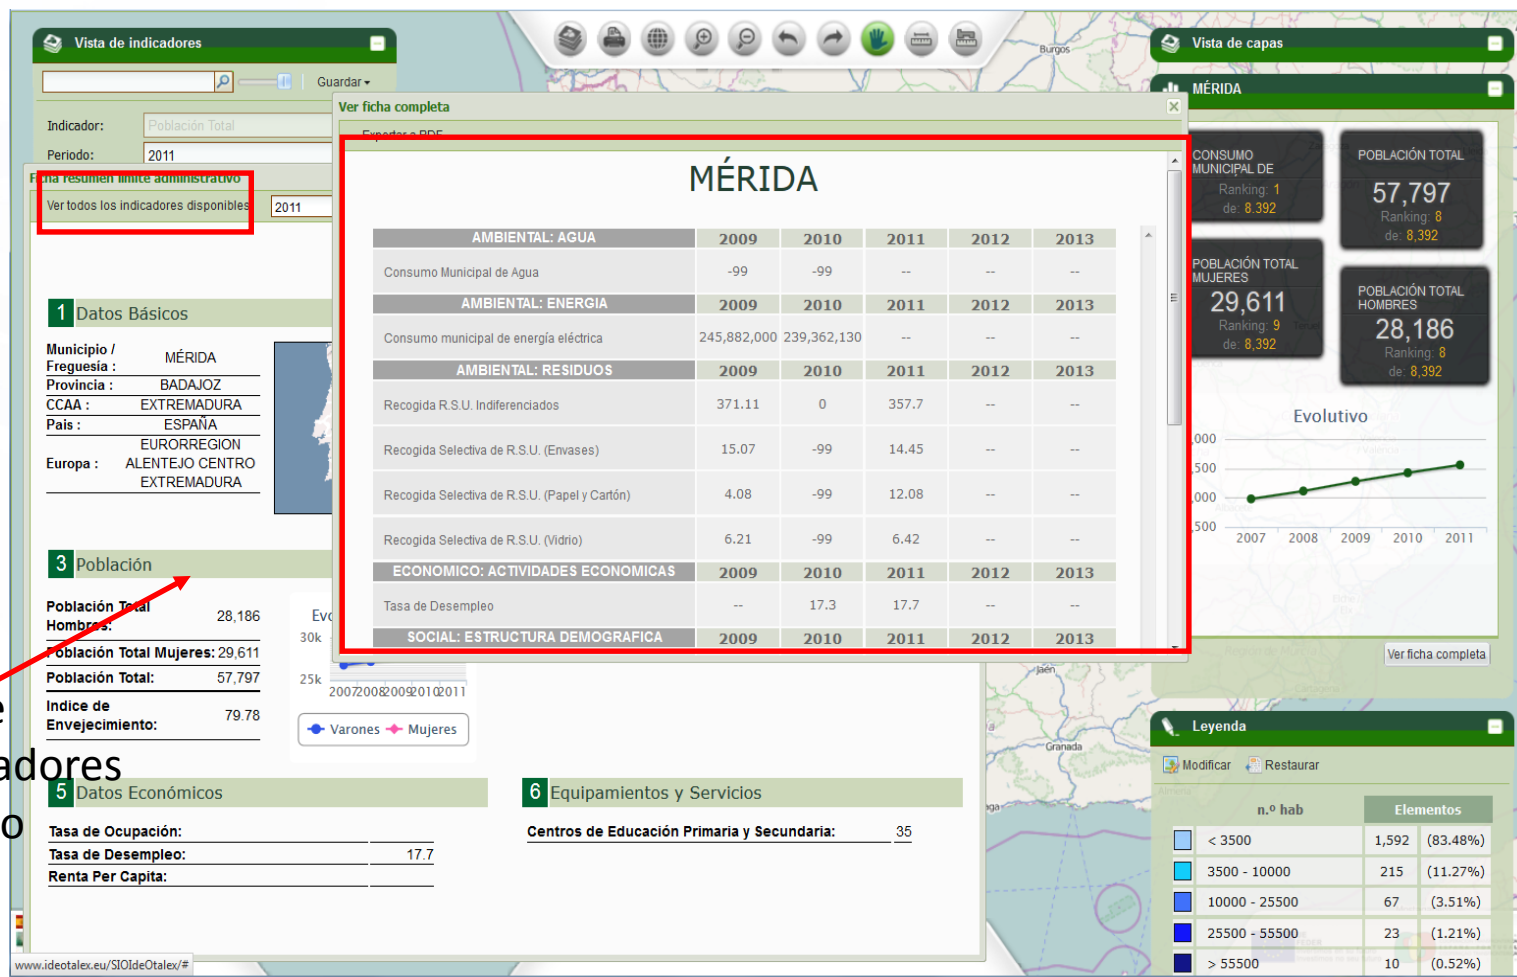 Vista de indicadores
Guardar
Indicador: Población Total
Periodo: 2011
Ficha resumen límite administrativo
Ver todos los indicadores disponibles 2011
1 Datos Básicos
Municipio / Freguesia : MÉRIDA
Provincia : BADAJOZ
CCAA : EXTREMADURA
Pais : ESPAÑA
Europa : EURORREGION ALENTEJO CENTRO EXTREMADURA
3 Población
Población Total Hombres: 28,186
Población Total Mujeres: 29,611
Población Total: 57,797
Indice de Envejecimiento: 79.78
Evo
30k
25k
2007 2008 2009 2010 2011
Varones Mujeres
e
adores
o
5 Datos Económicos
Tasa de Ocupación:
Tasa de Desempleo: 17.7
Renta Per Capita:
6 Equipamientos y Servicios
Centros de Educación Primaria y Secundaria: 35
www.ideotalex.eu/SIOIdeOtalex/#
Ver ficha completa
Exportar a PDF
MÉRIDA
AMBIENTAL: AGUA 2009 2010 2011 2012 2013
Consumo Municipal de Agua -99 -99 -- -- --
AMBIENTAL: ENERGIA 2009 2010 2011 2012 2013
Consumo municipal de energía eléctrica 245,882,000 239,362,130 -- -- --
AMBIENTAL: RESIDUOS 2009 2010 2011 2012 2013
Recogida R.S.U. Indiferenciados 371.11 0 357.7 -- --
Recogida Selectiva de R.S.U. (Envases) 15.07 -99 14.45 -- --
Recogida Selectiva de R.S.U. (Papel y Cartón) 4.08 -99 12.08 -- --
Recogida Selectiva de R.S.U. (Vidrio) 6.21 -99 6.42 -- --
ECONOMICO: ACTIVIDADES ECONOMICAS 2009 2010 2011 2012 2013
Tasa de Desempleo -- 17.3 17.7 -- --
SOCIAL: ESTRUCTURA DEMOGRAFICA 2009 2010 2011 2012 2013
Burgos
Jaén
Granada
Vista de capas
MÉRIDA
CONSUMO MUNICIPAL DE
Ranking: 1
de: 8.392
POBLACIÓN TOTAL
57,797
Ranking: 8
de: 8,392
POBLACIÓN TOTAL MUJERES
29,611
Ranking: 9
de: 8,392
POBLACIÓN TOTAL HOMBRES
28,186
Ranking: 8
de: 8,392
Evolutivo
,000
,500
,000
,500
2007 2008 2009 2010 2011
Ver ficha completa
Leyenda
Modificar Restaurar
n.º hab Elementos
< 3500 1,592 (83.48%)
3500 - 10000 215 (11.27%)
10000 - 25500 67 (3.51%)
25500 - 55500 23 (1.21%)
> 55500 10 (0.52%)